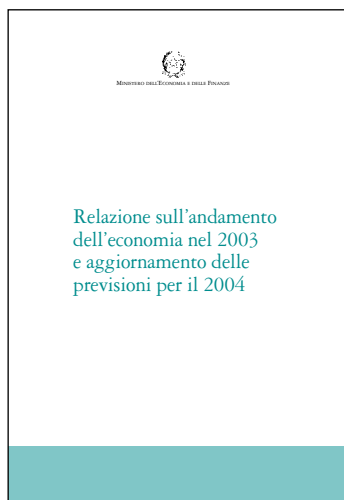 MINISTERO DELL'ECONOMIA E DELLE FINANZE
Relazione sull'andamento
dell'economia nel 2003
e aggiornamento delle
previsioni per il 2004